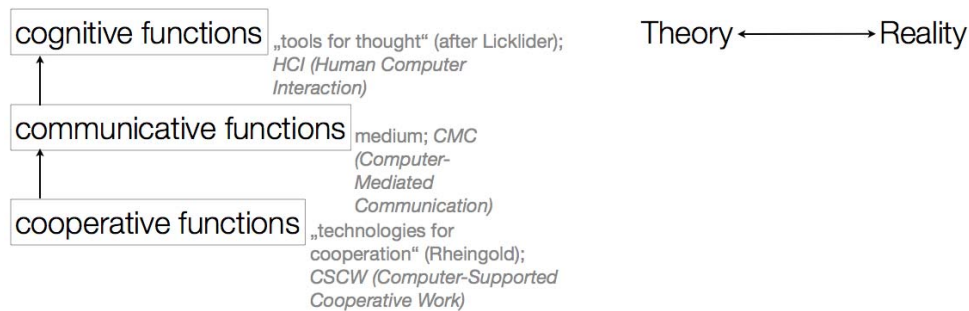 cognitive functions
„tools for thought“ (after Licklider);
HCI (Human Computer
Interaction)
communicative functions
medium; CMC
(Computer-
Mediated
Communication)
cooperative functions
„technologies for
cooperation“ (Rheingold);
CSCW (Computer-Supported
Cooperative Work)
Theory
Reality